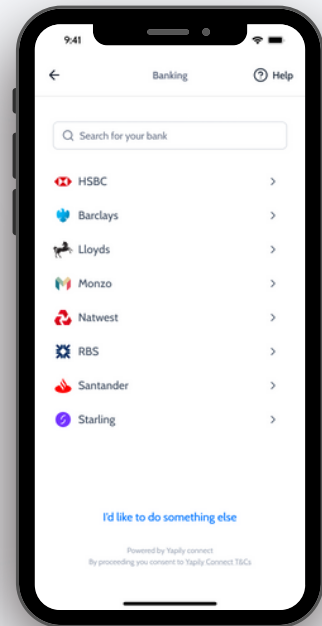 9:41
Banking
Help
Search for your bank
HSBC
Barclays
Lloyds
Monzo
Natwest
RBS
Santander
Starling
I'd like to do something else
Powered by Yapily connect
By proceeding you consent to Yapily Connect T&Cs